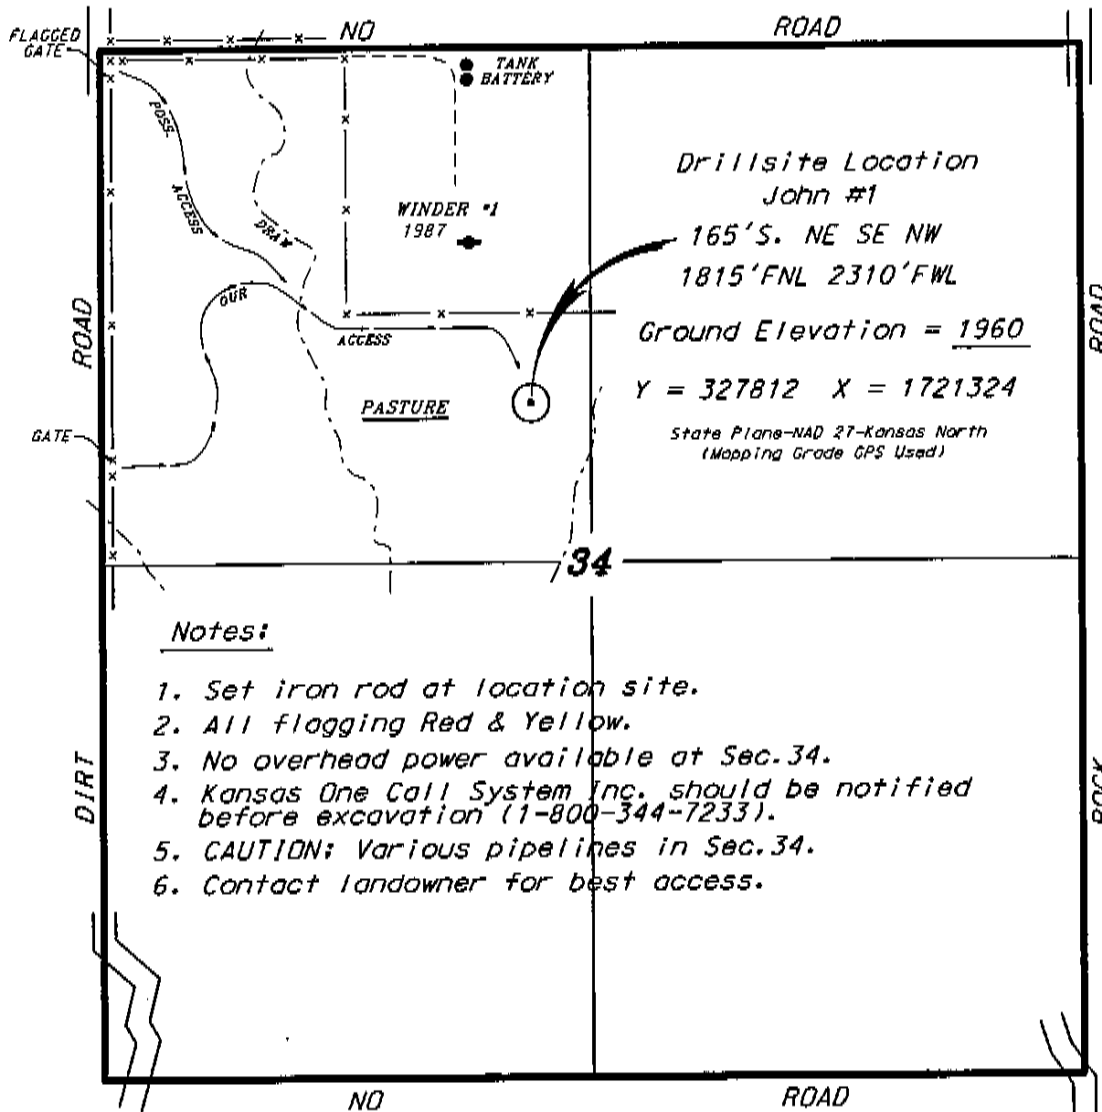 NO ROAD
FLAGGED
GATE
TANK
BATTERY
POSS.
ACCESS
DRAW
WINDER #1
1987
Drillsite Location
John #1
165'S. NE SE NW
1815'FNL 2310'FWL
Ground Elevation = 1960
Y = 327812 X = 1721324
State Plane-NAD 27-Kansas North
(Mapping Grade GPS Used)
ROAD
ROAD
OUR
ACCESS
PASTURE
GATE
34
Notes:
1. Set iron rod at location site.
2. All flagging Red & Yellow.
3. No overhead power available at Sec.34.
4. Kansas One Call System Inc. should be notified
before excavation (1-800-344-7233).
5. CAUTION: Various pipelines in Sec.34.
6. Contact landowner for best access.
DIRT
ROCK
NO ROAD